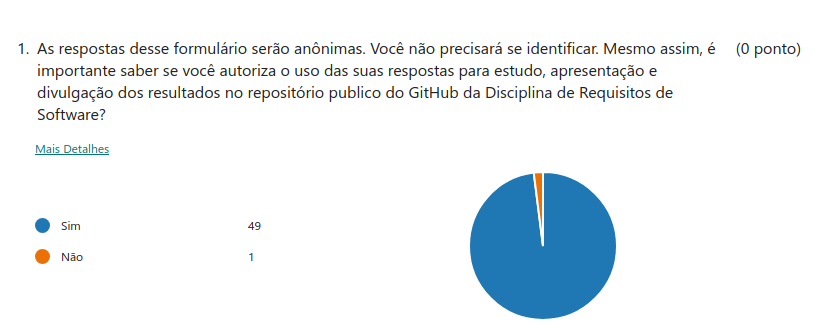 1. As respostas desse formulário serão anônimas. Você não precisará se identificar. Mesmo assim, é (0 ponto)
importante saber se você autoriza o uso das suas respostas para estudo, apresentação e
divulgação dos resultados no repositório publico do GitHub da Disciplina de Requisitos de
Software?
Mais Detalhes
Sim 49
Não 1